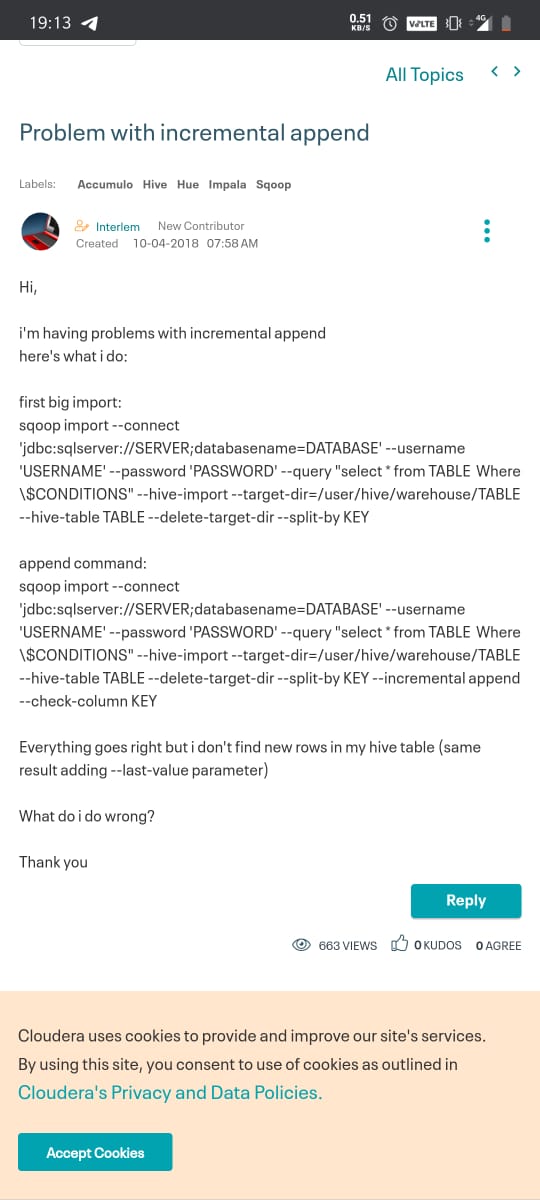 19:13
0.51 KB/S VoLTE 4G
All Topics
Problem with incremental append
Labels: Accumulo Hive Hue Impala Sqoop
Interlem New Contributor
Created 10-04-2018 07:58 AM
Hi,
i'm having problems with incremental append
here's what i do:
first big import:
sqoop import --connect
'jdbc:sqlserver://SERVER;databasename=DATABASE' --username
'USERNAME' --password 'PASSWORD' --query "select * from TABLE Where
\$CONDITIONS" --hive-import --target-dir=/user/hive/warehouse/TABLE
--hive-table TABLE --delete-target-dir --split-by KEY
append command:
sqoop import --connect
'jdbc:sqlserver://SERVER;databasename=DATABASE' --username
'USERNAME' --password 'PASSWORD' --query "select * from TABLE Where
\$CONDITIONS" --hive-import --target-dir=/user/hive/warehouse/TABLE
--hive-table TABLE --delete-target-dir --split-by KEY --incremental append
--check-column KEY
Everything goes right but i don't find new rows in my hive table (same
result adding --last-value parameter)
What do i do wrong?
Thank you
Reply
663 VIEWS 0 KUDOS 0 AGREE
Cloudera uses cookies to provide and improve our site's services.
By using this site, you consent to use of cookies as outlined in
Cloudera's Privacy and Data Policies.
Accept Cookies